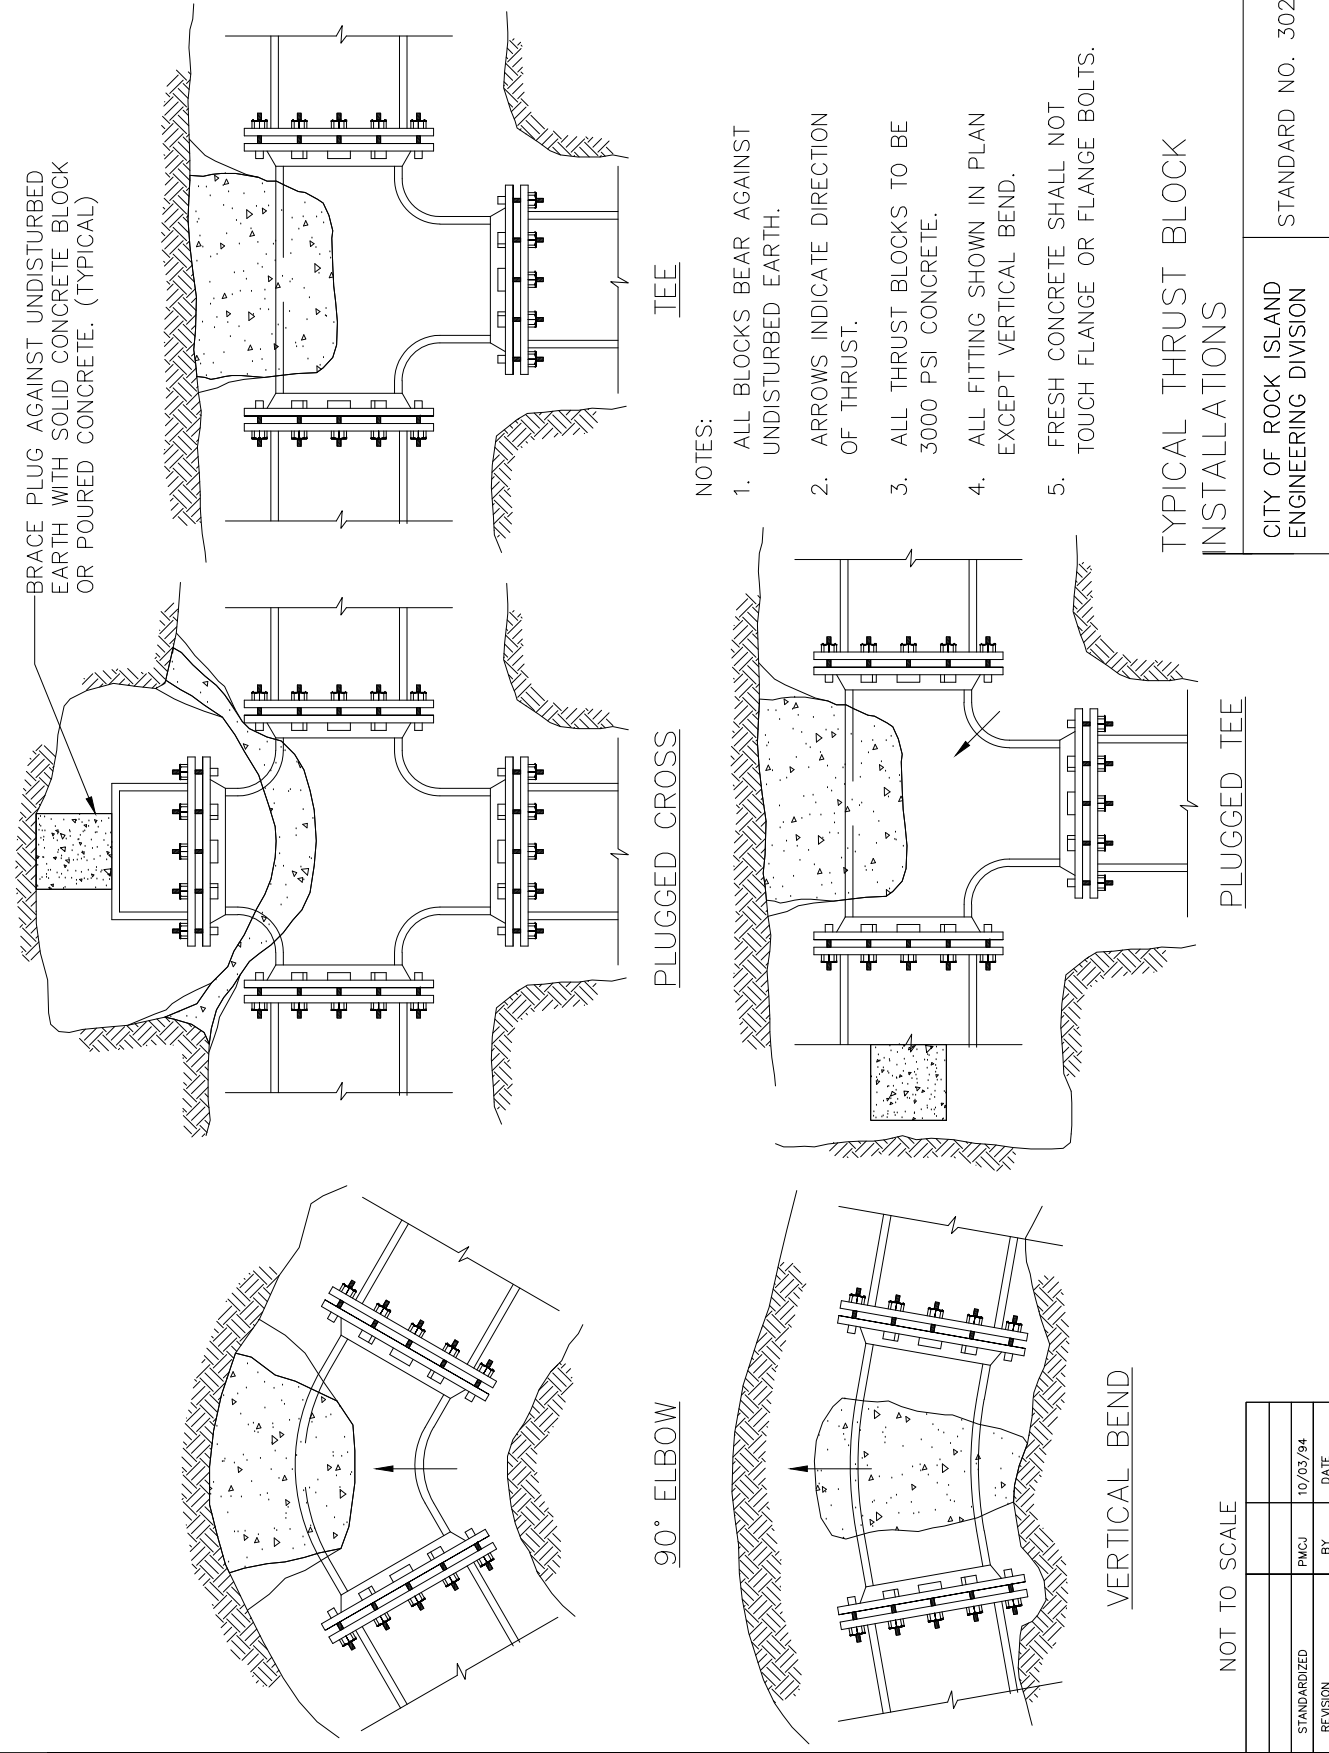 BRACE PLUG AGAINST UNDISTURBED
EARTH WITH SOLID CONCRETE BLOCK
OR POURED CONCRETE. (TYPICAL)
90° ELBOW
PLUGGED CROSS
TEE
VERTICAL BEND
PLUGGED TEE
NOTES:
1. ALL BLOCKS BEAR AGAINST
UNDISTURBED EARTH.
2. ARROWS INDICATE DIRECTION
OF THRUST.
3. ALL THRUST BLOCKS TO BE
3000 PSI CONCRETE.
4. ALL FITTING SHOWN IN PLAN
EXCEPT VERTICAL BEND.
5. FRESH CONCRETE SHALL NOT
TOUCH FLANGE OR FLANGE BOLTS.
NOT TO SCALE
TYPICAL THRUST BLOCK
INSTALLATIONS
STANDARDIZED PMCJ 10/03/94
REVISION BY DATE
CITY OF ROCK ISLAND
ENGINEERING DIVISION
STANDARD NO. 302